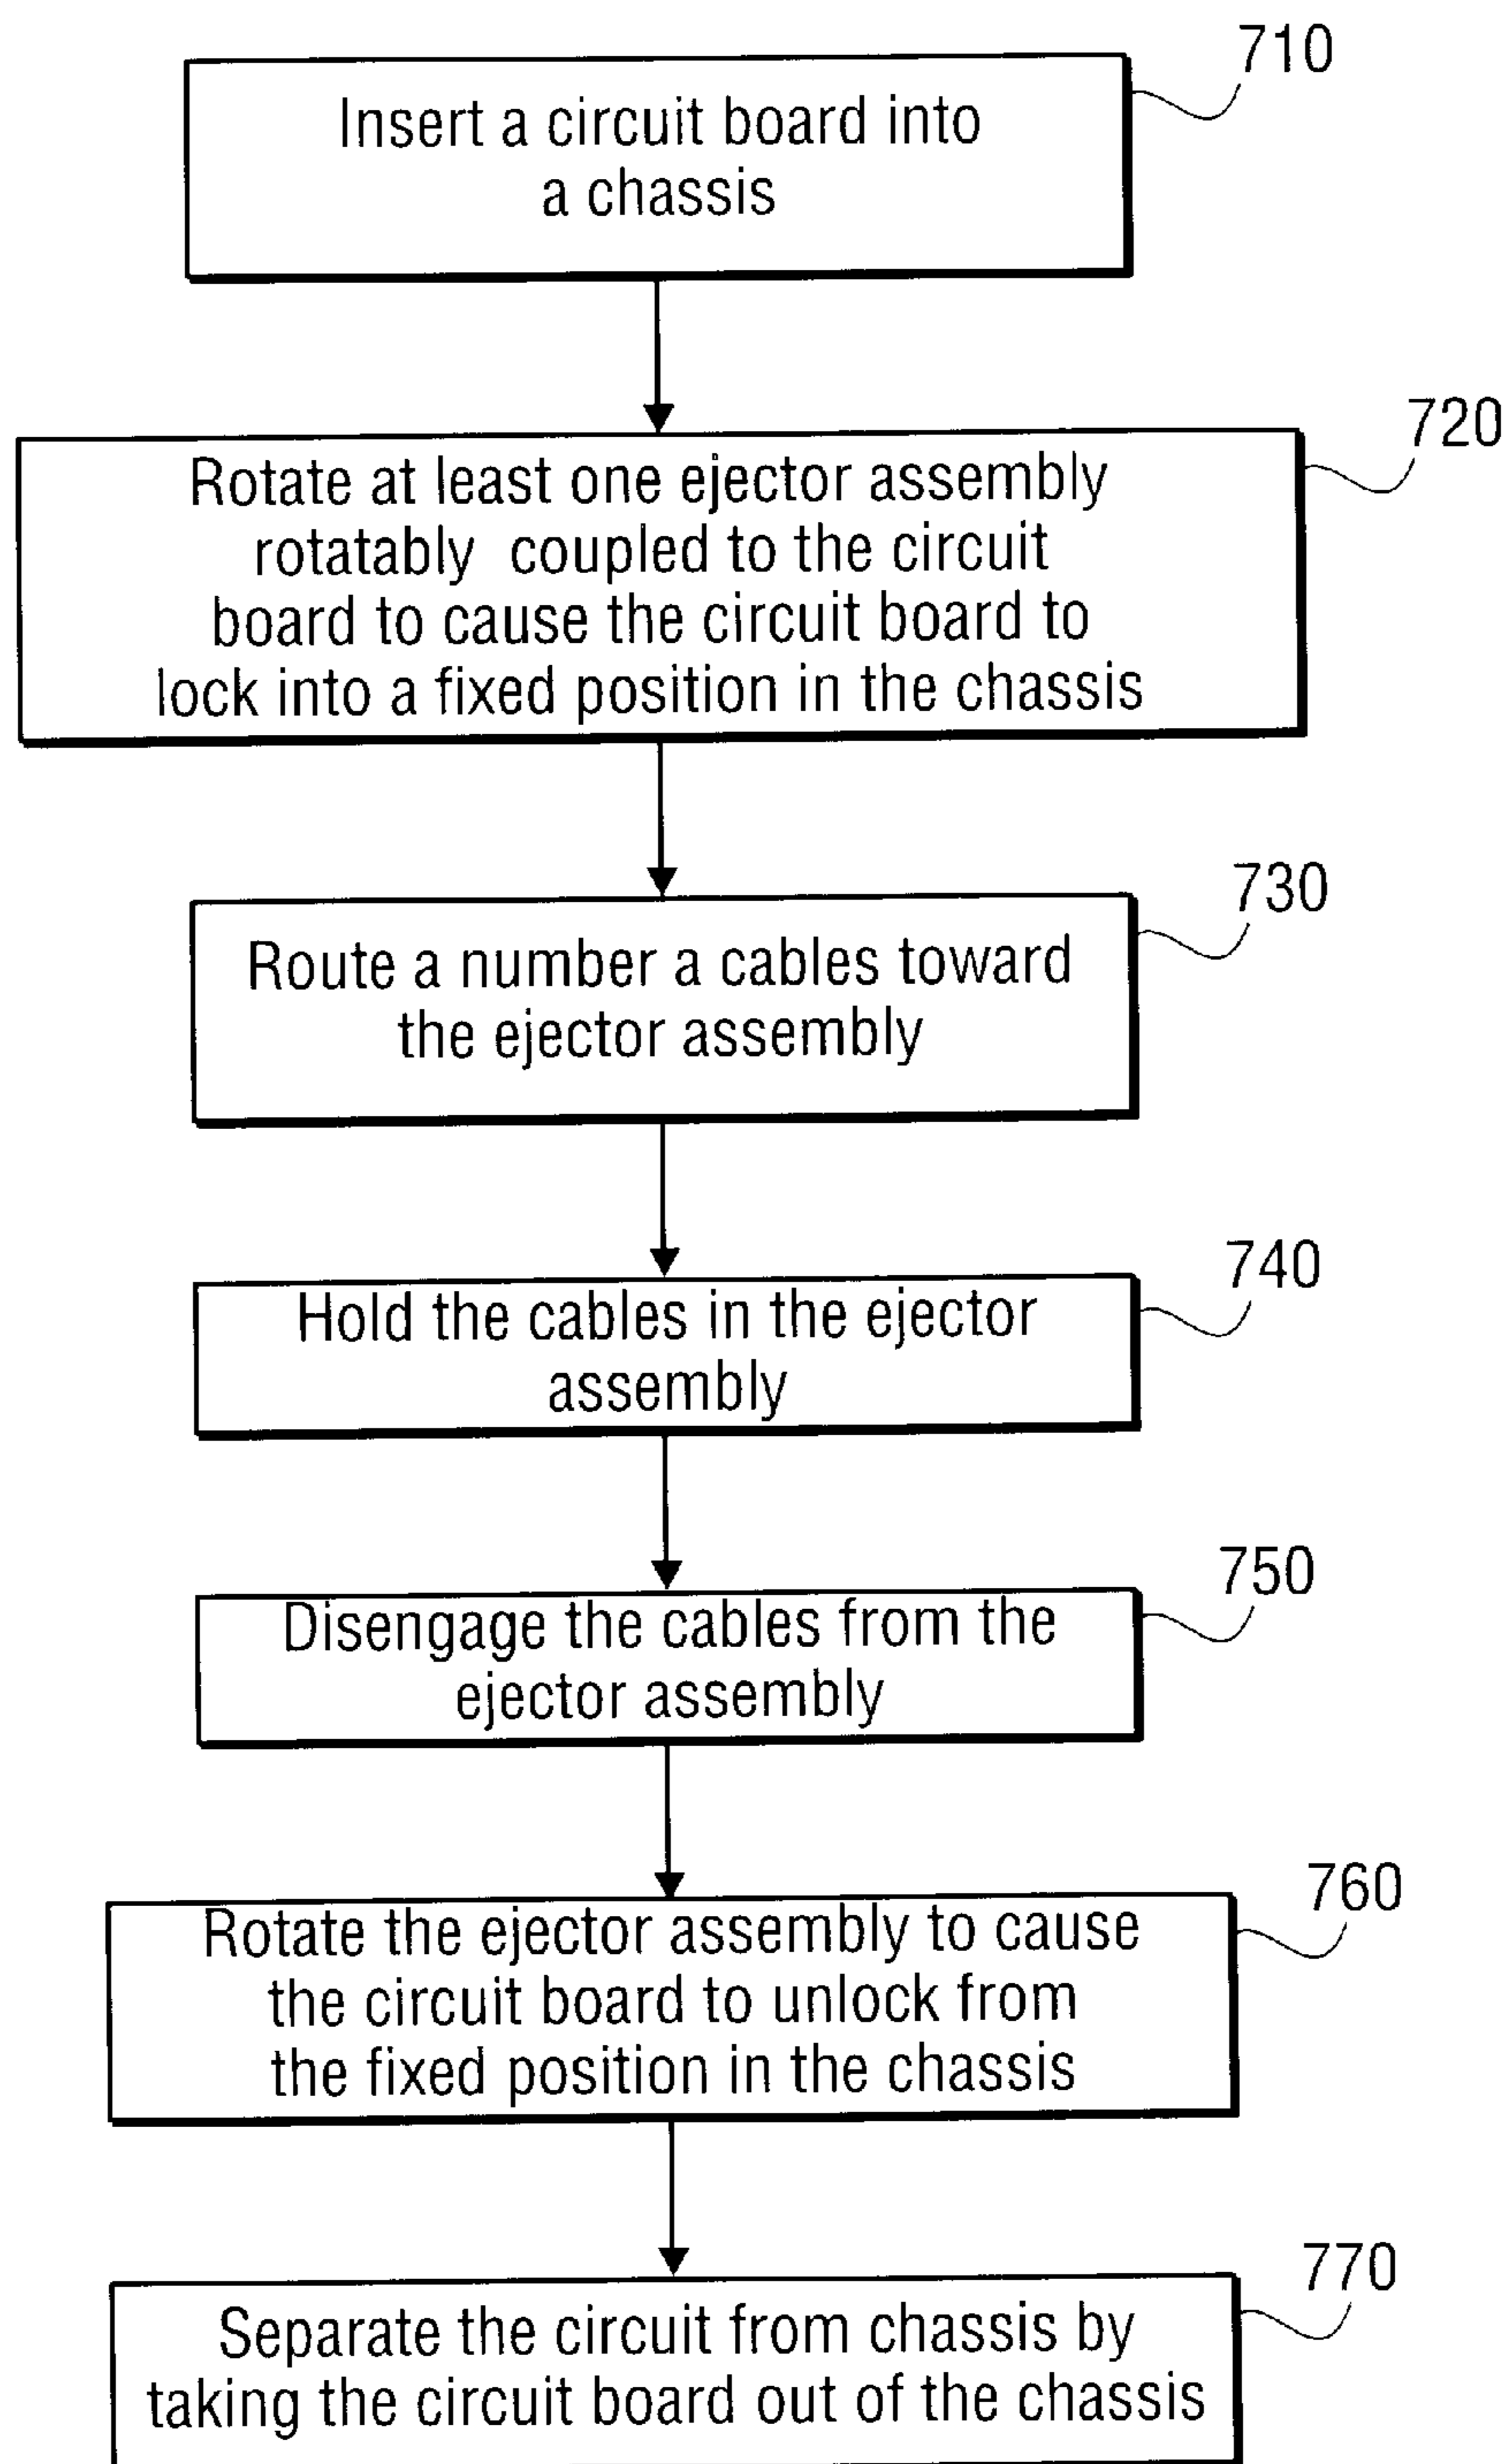 710
Insert a circuit board into
a chassis
720
Rotate at least one ejector assembly
rotatably coupled to the circuit
board to cause the circuit board to
lock into a fixed position in the chassis
730
Route a number a cables toward
the ejector assembly
740
Hold the cables in the ejector
assembly
750
Disengage the cables from the
ejector assembly
760
Rotate the ejector assembly to cause
the circuit board to unlock from
the fixed position in the chassis
770
Separate the circuit from chassis by
taking the circuit board out of the chassis